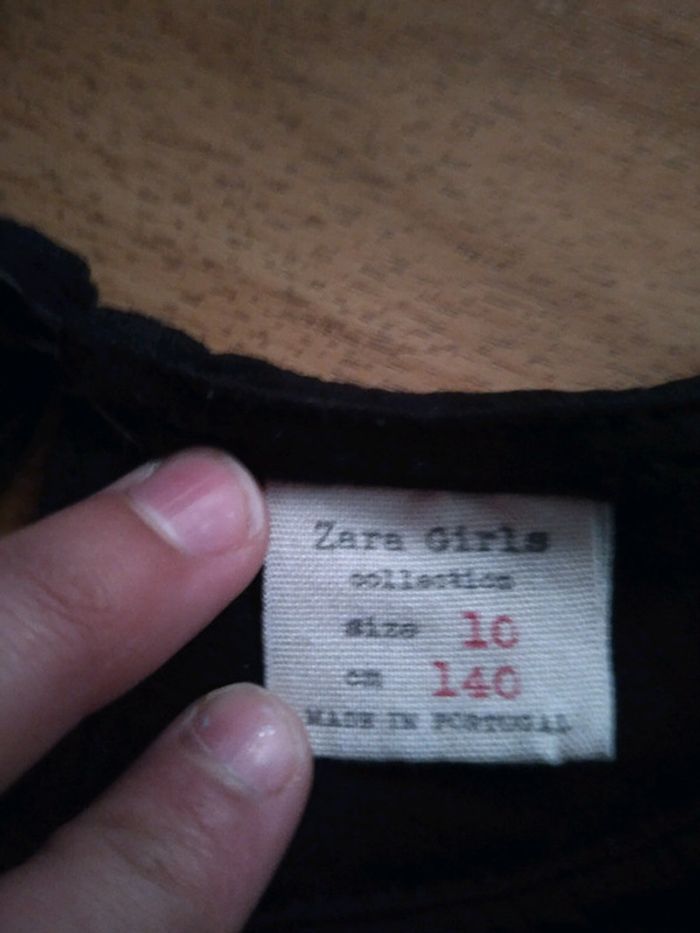 Zara Girls
collection
size 10
cm 140
MADE IN PORTUGAL